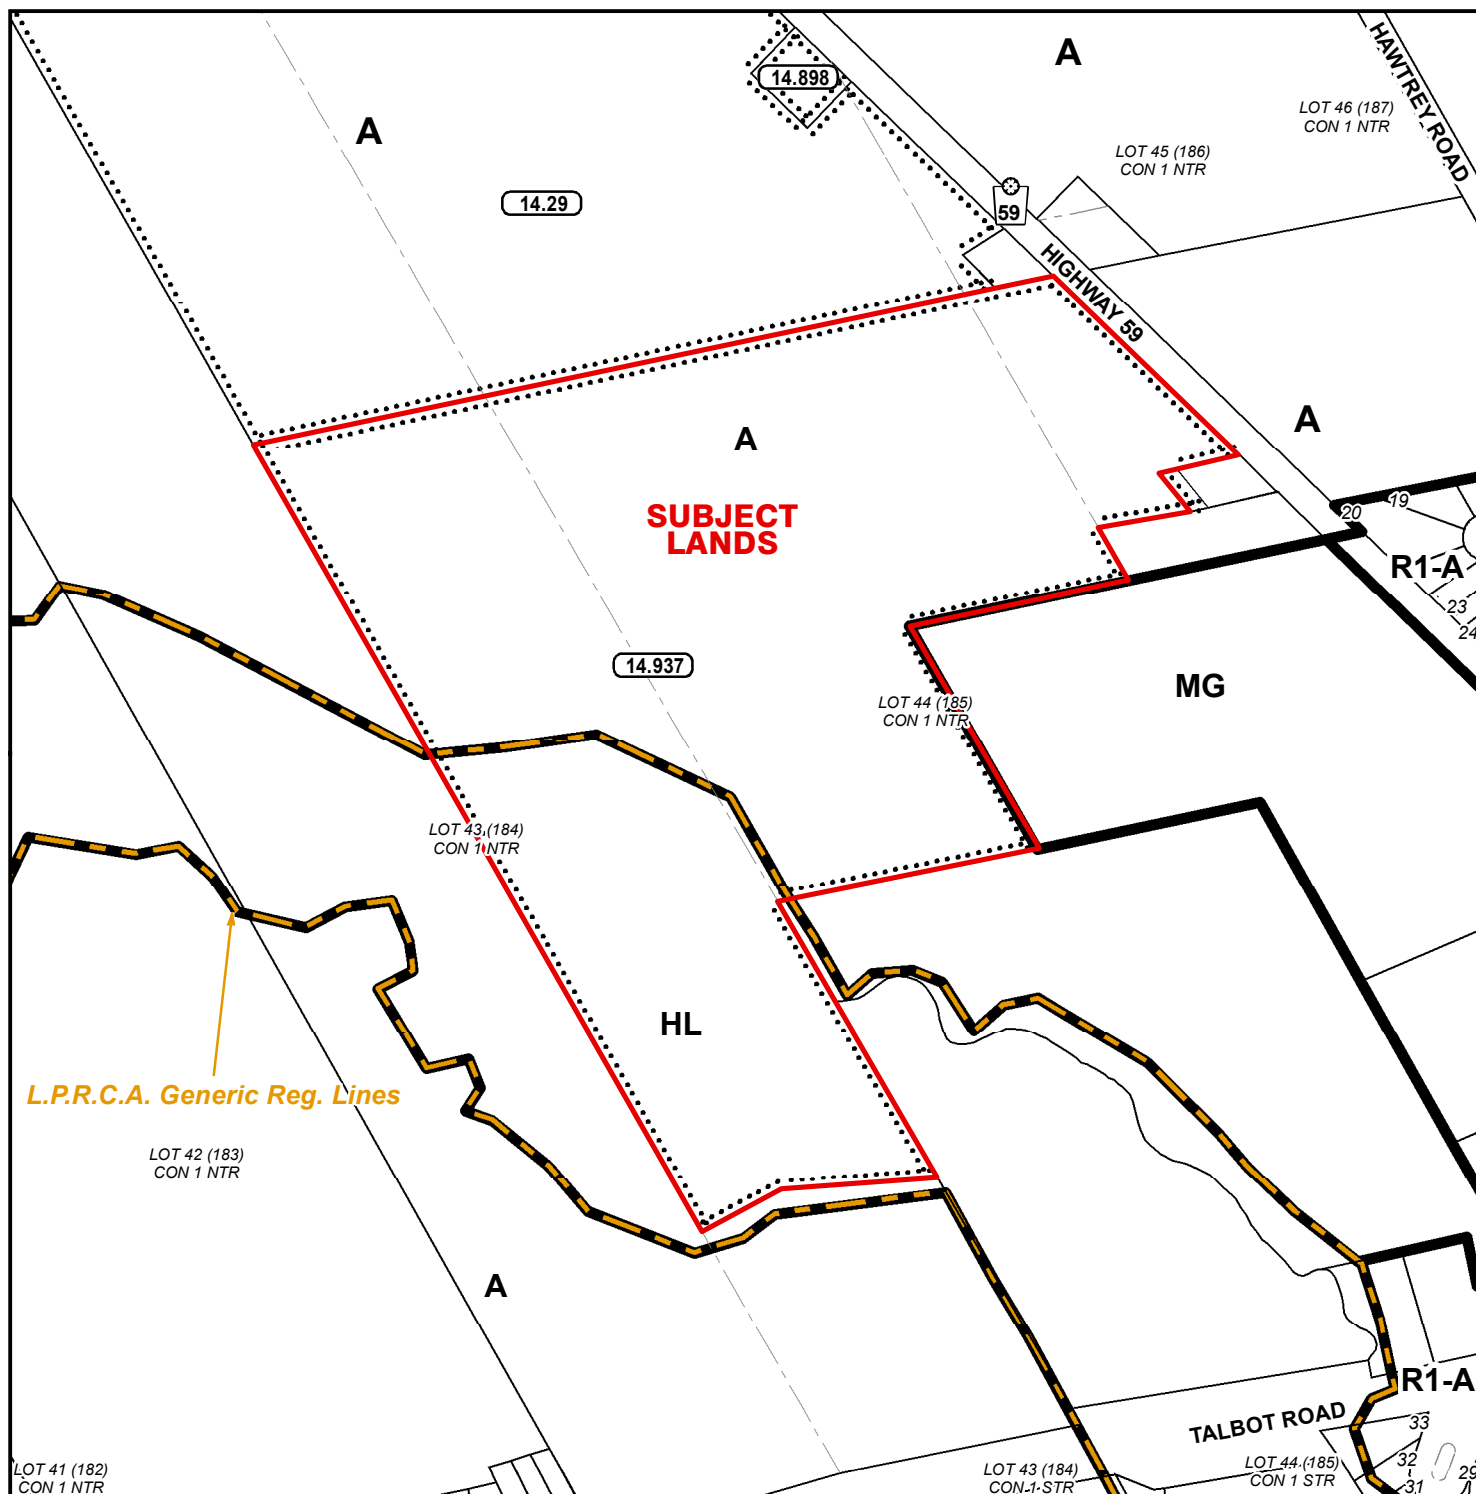 A
HAWTREY ROAD
14.898
LOT 46 (187)
CON 1 NTR
A
LOT 45 (186)
CON 1 NTR
14.29
59
HIGHWAY 59
A
A
SUBJECT
LANDS
19
20
R1-A
23
24
14.937
MG
LOT 44 (185)
CON 1 NTR
LOT 43 (184)
CON 1 NTR
HL
L.P.R.C.A. Generic Reg. Lines
LOT 42 (183)
CON 1 NTR
A
R1-A
TALBOT ROAD
33
32
31
29
LOT 41 (182)
CON 1 NTR
LOT 43 (184)
CON 1 STR
LOT 44 (185)
CON 1 STR